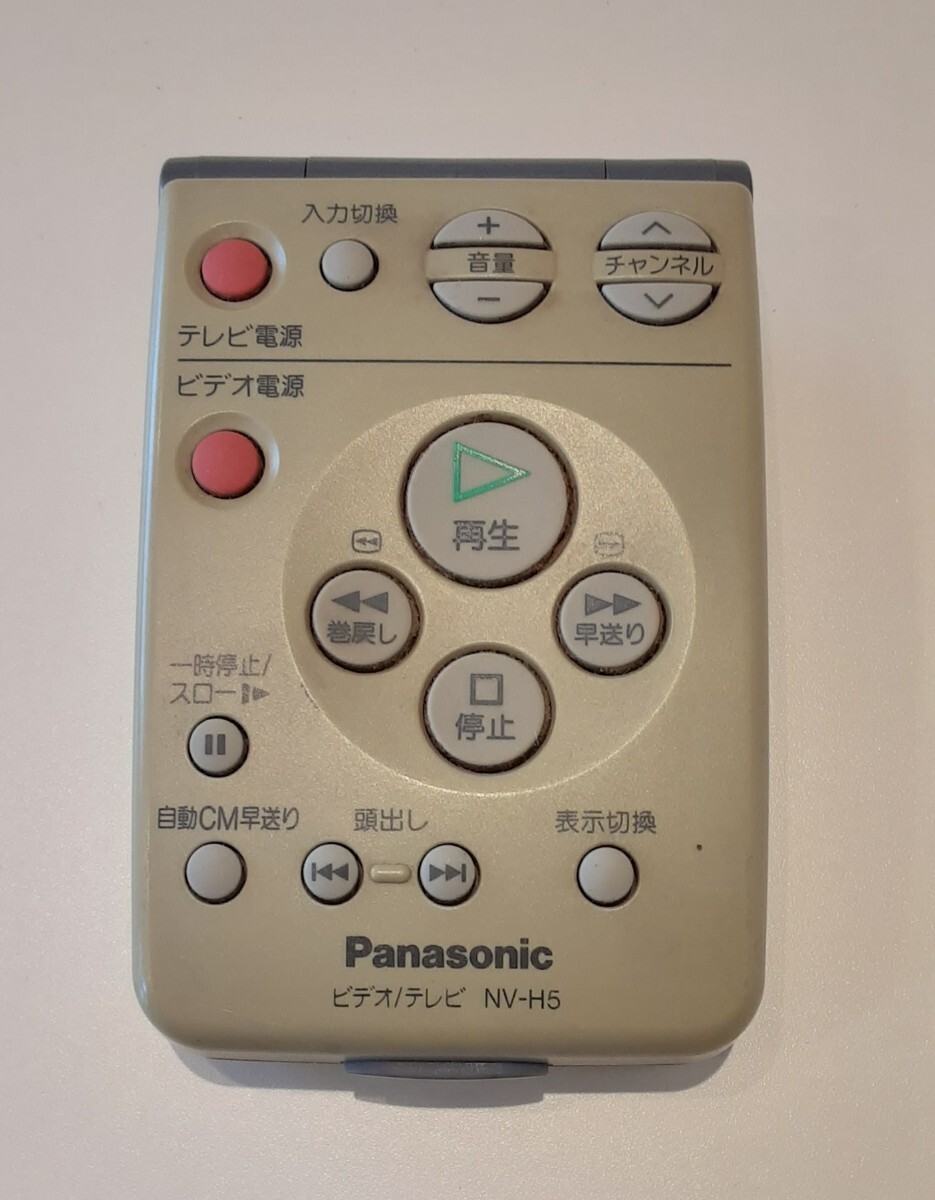 入力切換
+
音量
−
チャンネル
テレビ電源
ビデオ電源
再生
巻戻し
早送り
停止
一時停止/
スロー
自動CM早送り
頭出し
表示切換
Panasonic
ビデオ/テレビ NV-H5